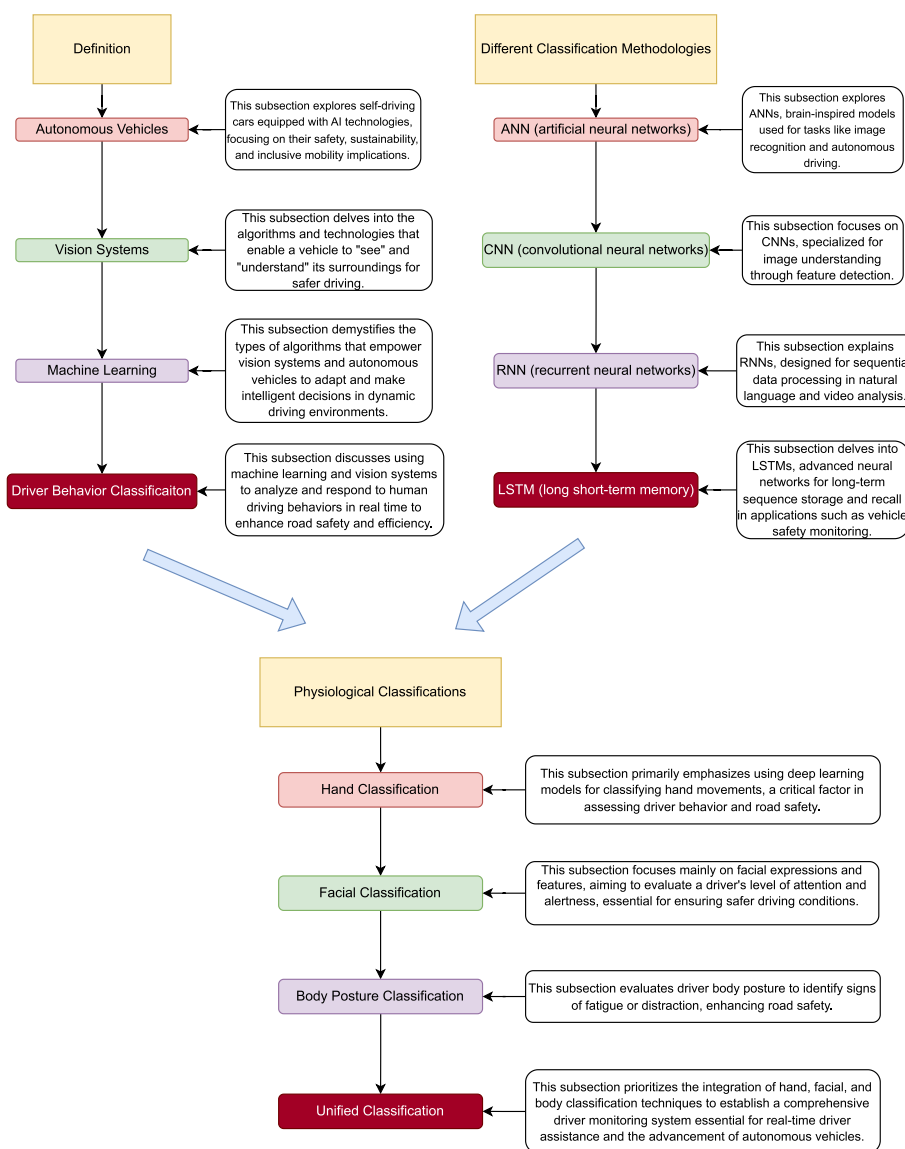 Definition
Autonomous Vehicles
This subsection explores self-driving
cars equipped with AI technologies,
focusing on their safety, sustainability,
and inclusive mobility implications.
Vision Systems
This subsection delves into the
algorithms and technologies that
enable a vehicle to "see" and
"understand" its surroundings for
safer driving.
Machine Learning
This subsection demystifies the
types of algorithms that empower
vision systems and autonomous
vehicles to adapt and make
intelligent decisions in dynamic
driving environments.
Driver Behavior Classificaiton
This subsection discusses using
machine learning and vision systems
to analyze and respond to human
driving behaviors in real time to
enhance road safety and efficiency.
Different Classification Methodologies
ANN (artificial neural networks)
This subsection explores
ANNs, brain-inspired models
used for tasks like image
recognition and autonomous
driving.
CNN (convolutional neural networks)
This subsection focuses on
CNNs, specialized for
image understanding
through feature detection.
RNN (recurrent neural networks)
This subsection explains
RNNs, designed for sequentia
data processing in natural
language and video analysis.
LSTM (long short-term memory)
This subsection delves into
LSTMs, advanced neural
networks for long-term
sequence storage and recall
in applications such as vehicle
safety monitoring.
Physiological Classifications
Hand Classification
This subsection primarily emphasizes using deep learning
models for classifying hand movements, a critical factor in
assessing driver behavior and road safety.
Facial Classification
This subsection focuses mainly on facial expressions and
features, aiming to evaluate a driver's level of attention and
alertness, essential for ensuring safer driving conditions.
Body Posture Classification
This subsection evaluates driver body posture to identify signs
of fatigue or distraction, enhancing road safety.
Unified Classification
This subsection prioritizes the integration of hand, facial, and
body classification techniques to establish a comprehensive
driver monitoring system essential for real-time driver
assistance and the advancement of autonomous vehicles.